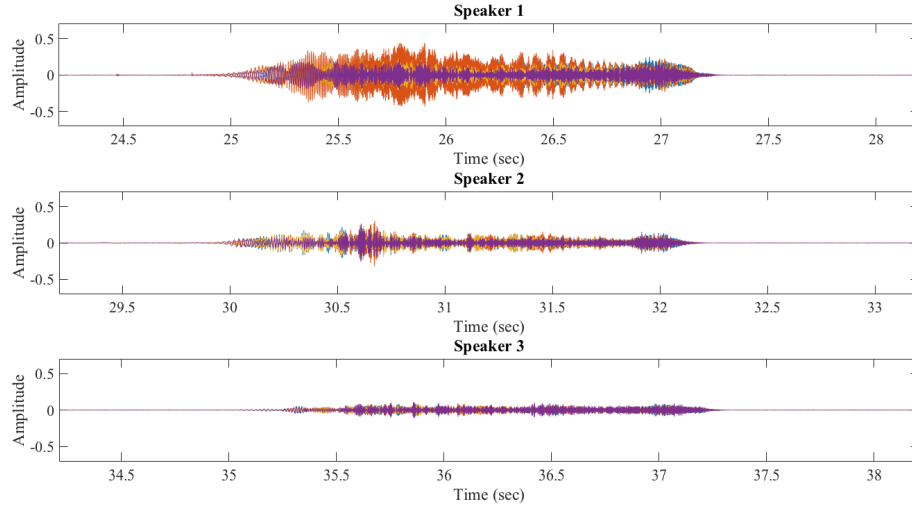 Speaker 1
0.5
0
-0.5
Amplitude
24.5 25 25.5 26 26.5 27 27.5 28
Time (sec)
Speaker 2
0.5
0
-0.5
Amplitude
29.5 30 30.5 31 31.5 32 32.5 33
Time (sec)
Speaker 3
0.5
0
-0.5
Amplitude
34.5 35 35.5 36 36.5 37 37.5 38
Time (sec)